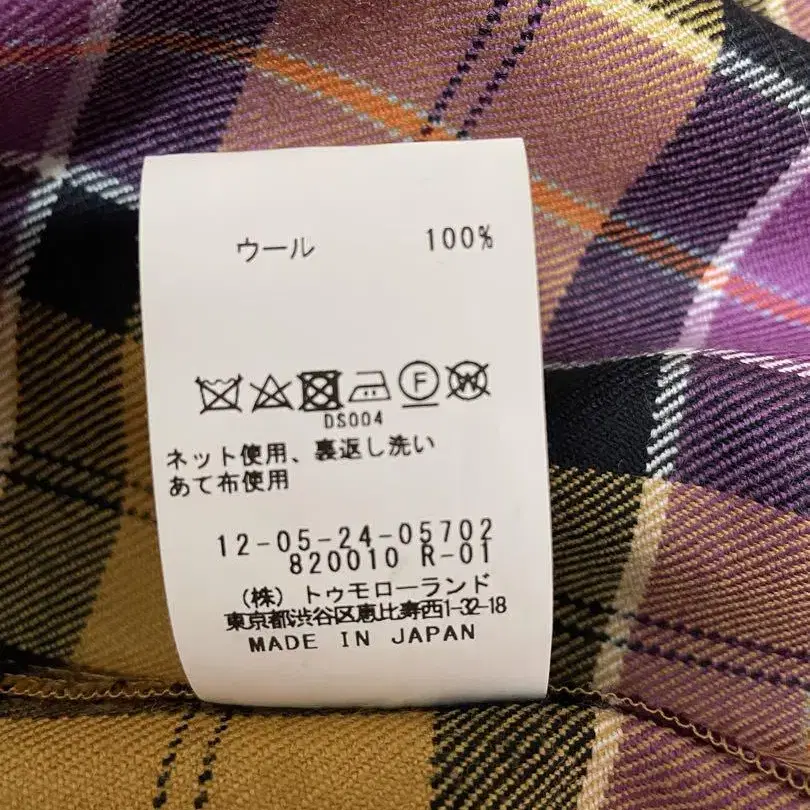 ウール 100%
F W
DS004
ネット使用、裏返し洗い
あて布使用
12-05-24-05702
820010 R-01
(株) トゥモローランド
東京都渋谷区恵比寿西1-32-18
MADE IN JAPAN